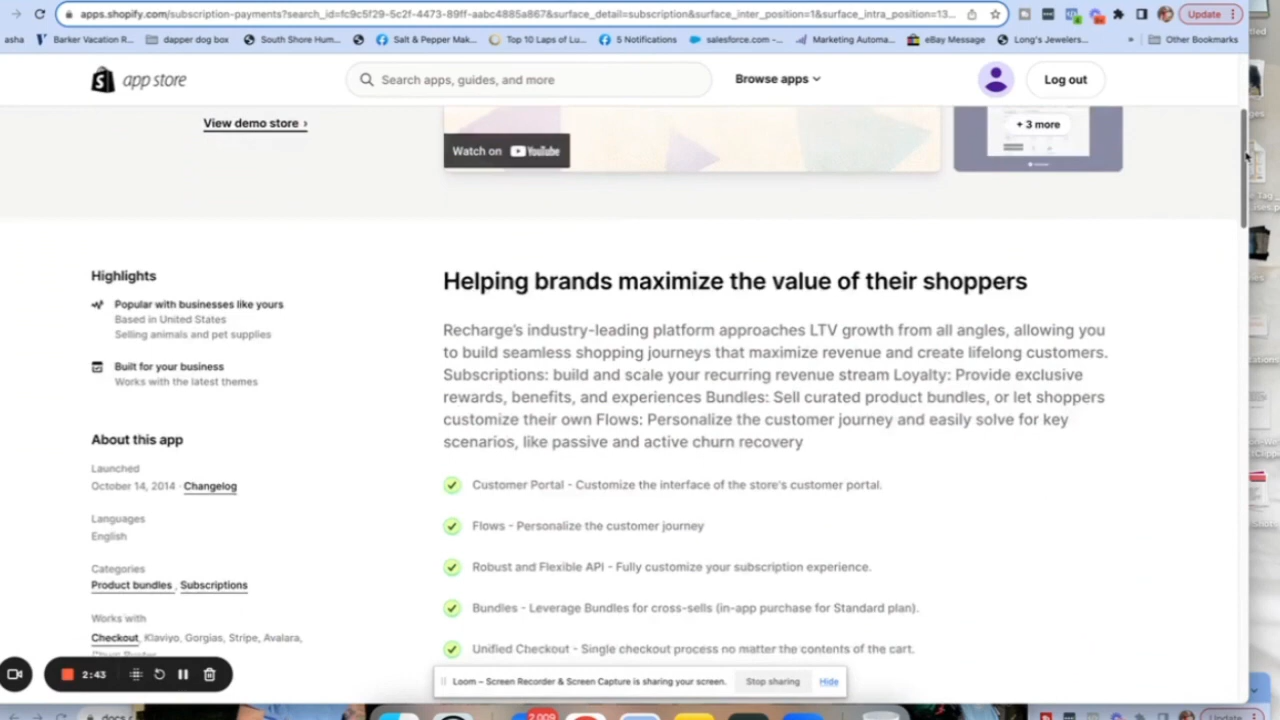 apps.shopify.com/subscription-payments?search_id=fc9c5f29-5c2f-4473-89ff-aabc4885a867&surface_detail=subscription&surface_inter_position=1&surface_intra_position=13...
Update
asha
Barker Vacation R...
dapper dog box
South Shore Hum...
Salt & Pepper Mak...
Top 10 Laps of Lu...
5 Notifications
salesforce.com -...
Marketing Automa...
eBay Message
Long's Jewelers...
»
Other Bookmarks
app store
Search apps, guides, and more
Browse apps
Log out
View demo store ›
Watch on YouTube
+ 3 more
Highlights
Popular with businesses like yours
Based in United States
Selling animals and pet supplies
Built for your business
Works with the latest themes
About this app
Launched
October 14, 2014 · Changelog
Languages
English
Categories
Product bundles , Subscriptions
Works with
Checkout, Klaviyo, Gorgias, Stripe, Avalara,
Helping brands maximize the value of their shoppers
Recharge's industry-leading platform approaches LTV growth from all angles, allowing you
to build seamless shopping journeys that maximize revenue and create lifelong customers.
Subscriptions: build and scale your recurring revenue stream Loyalty: Provide exclusive
rewards, benefits, and experiences Bundles: Sell curated product bundles, or let shoppers
customize their own Flows: Personalize the customer journey and easily solve for key
scenarios, like passive and active churn recovery
Customer Portal - Customize the interface of the store's customer portal.
Flows - Personalize the customer journey
Robust and Flexible API - Fully customize your subscription experience.
Bundles - Leverage Bundles for cross-sells (in-app purchase for Standard plan).
Unified Checkout - Single checkout process no matter the contents of the cart.
2:43
Loom – Screen Recorder & Screen Capture is sharing your screen.
Stop sharing
Hide
2,009